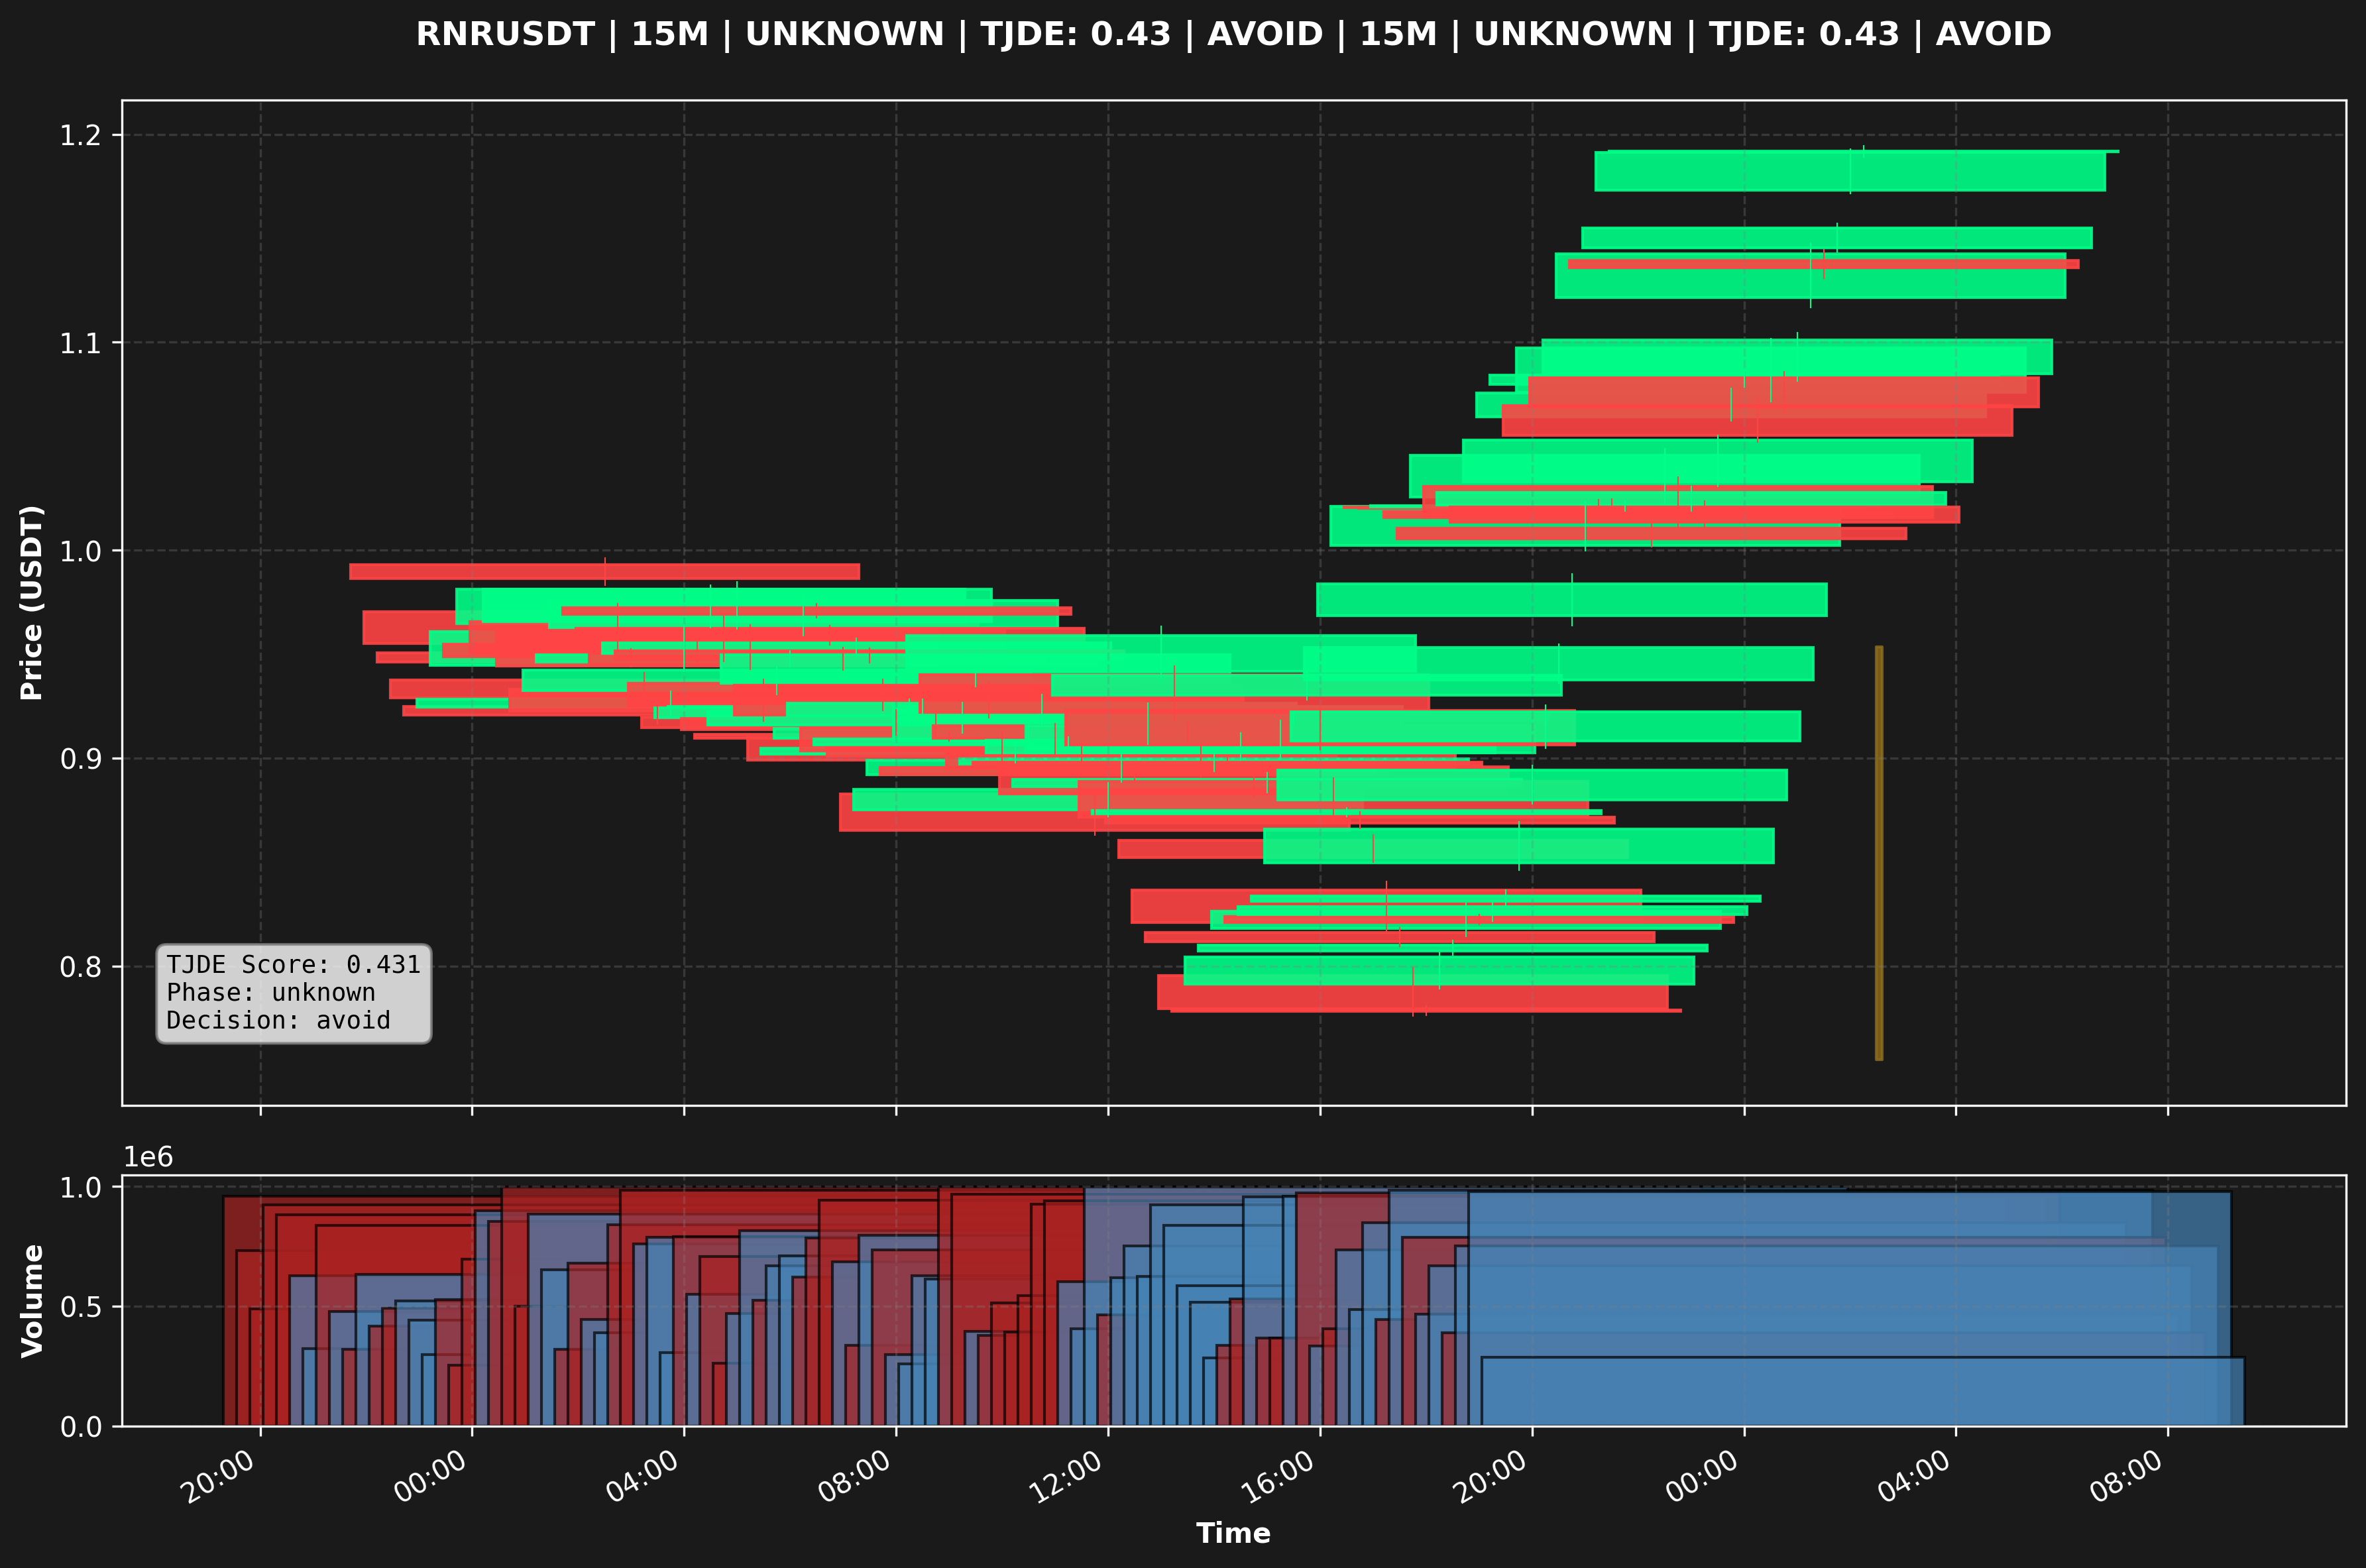 RNRUSDT | 15M | UNKNOWN | TJDE: 0.43 | AVOID | 15M | UNKNOWN | TJDE: 0.43 | AVOID
Price (USDT)
1.2
1.1
1.0
0.9
0.8
TJDE Score: 0.431
Phase: unknown
Decision: avoid
1e6
Volume
1.0
0.5
0.0
20:00 00:00 04:00 08:00 12:00 16:00 20:00 00:00 04:00 08:00
Time